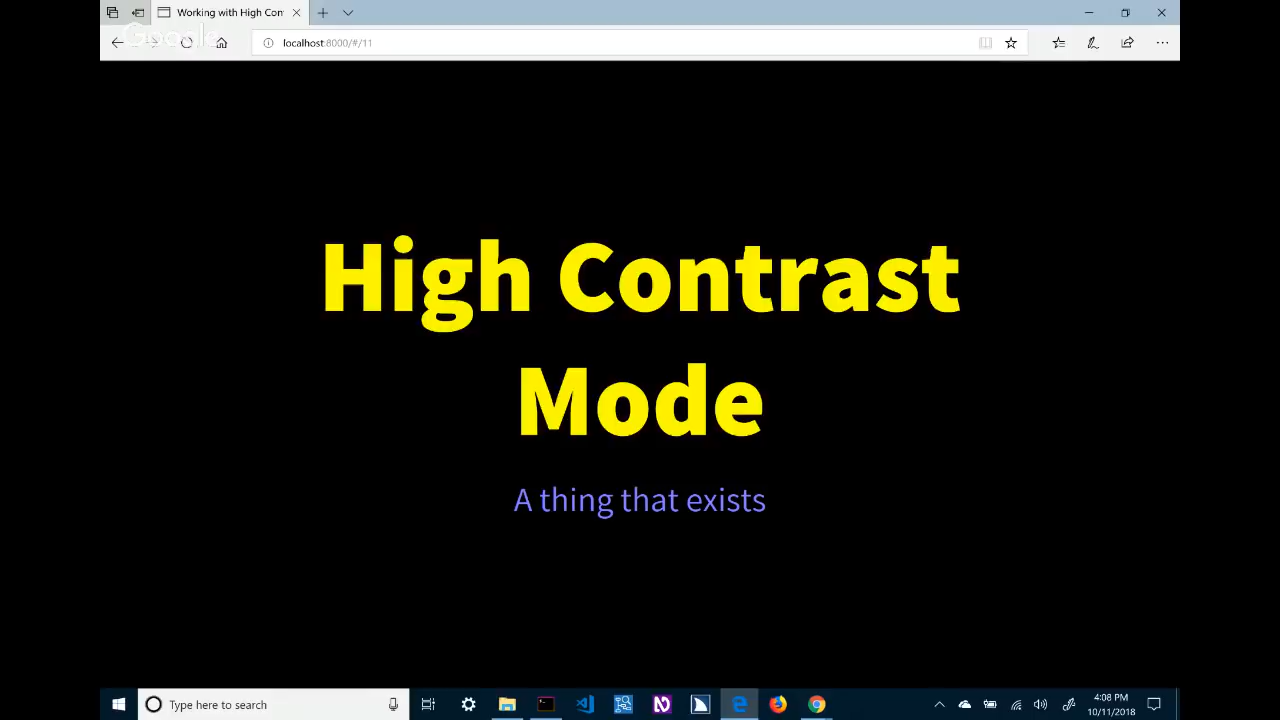 Working with High Con
Google
localhost:8000/#/11
High Contrast
Mode
A thing that exists
Type here to search
4:08 PM
10/11/2018